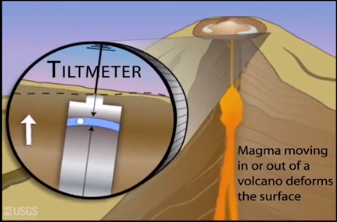 TILTMETER
Magma moving
in or out of a
volcano deforms
the surface
USGS